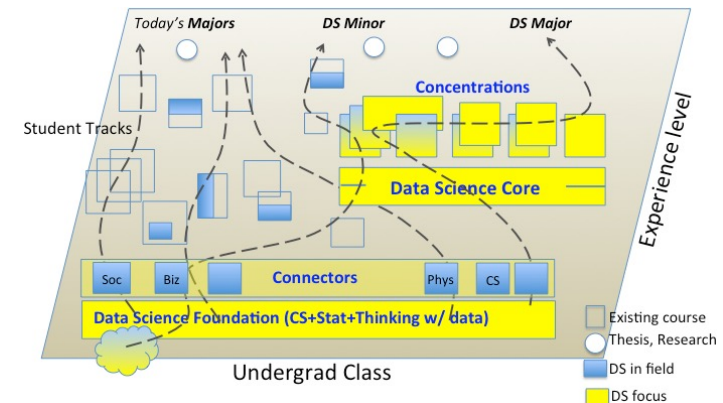 Today's Majors
DS Minor
DS Major
Concentrations
Student Tracks
Experience level
Data Science Core
Soc
Biz
Connectors
Phys
CS
Data Science Foundation (CS+Stat+Thinking w/ data)
Existing course
Thesis, Research
DS in field
DS focus
Undergrad Class